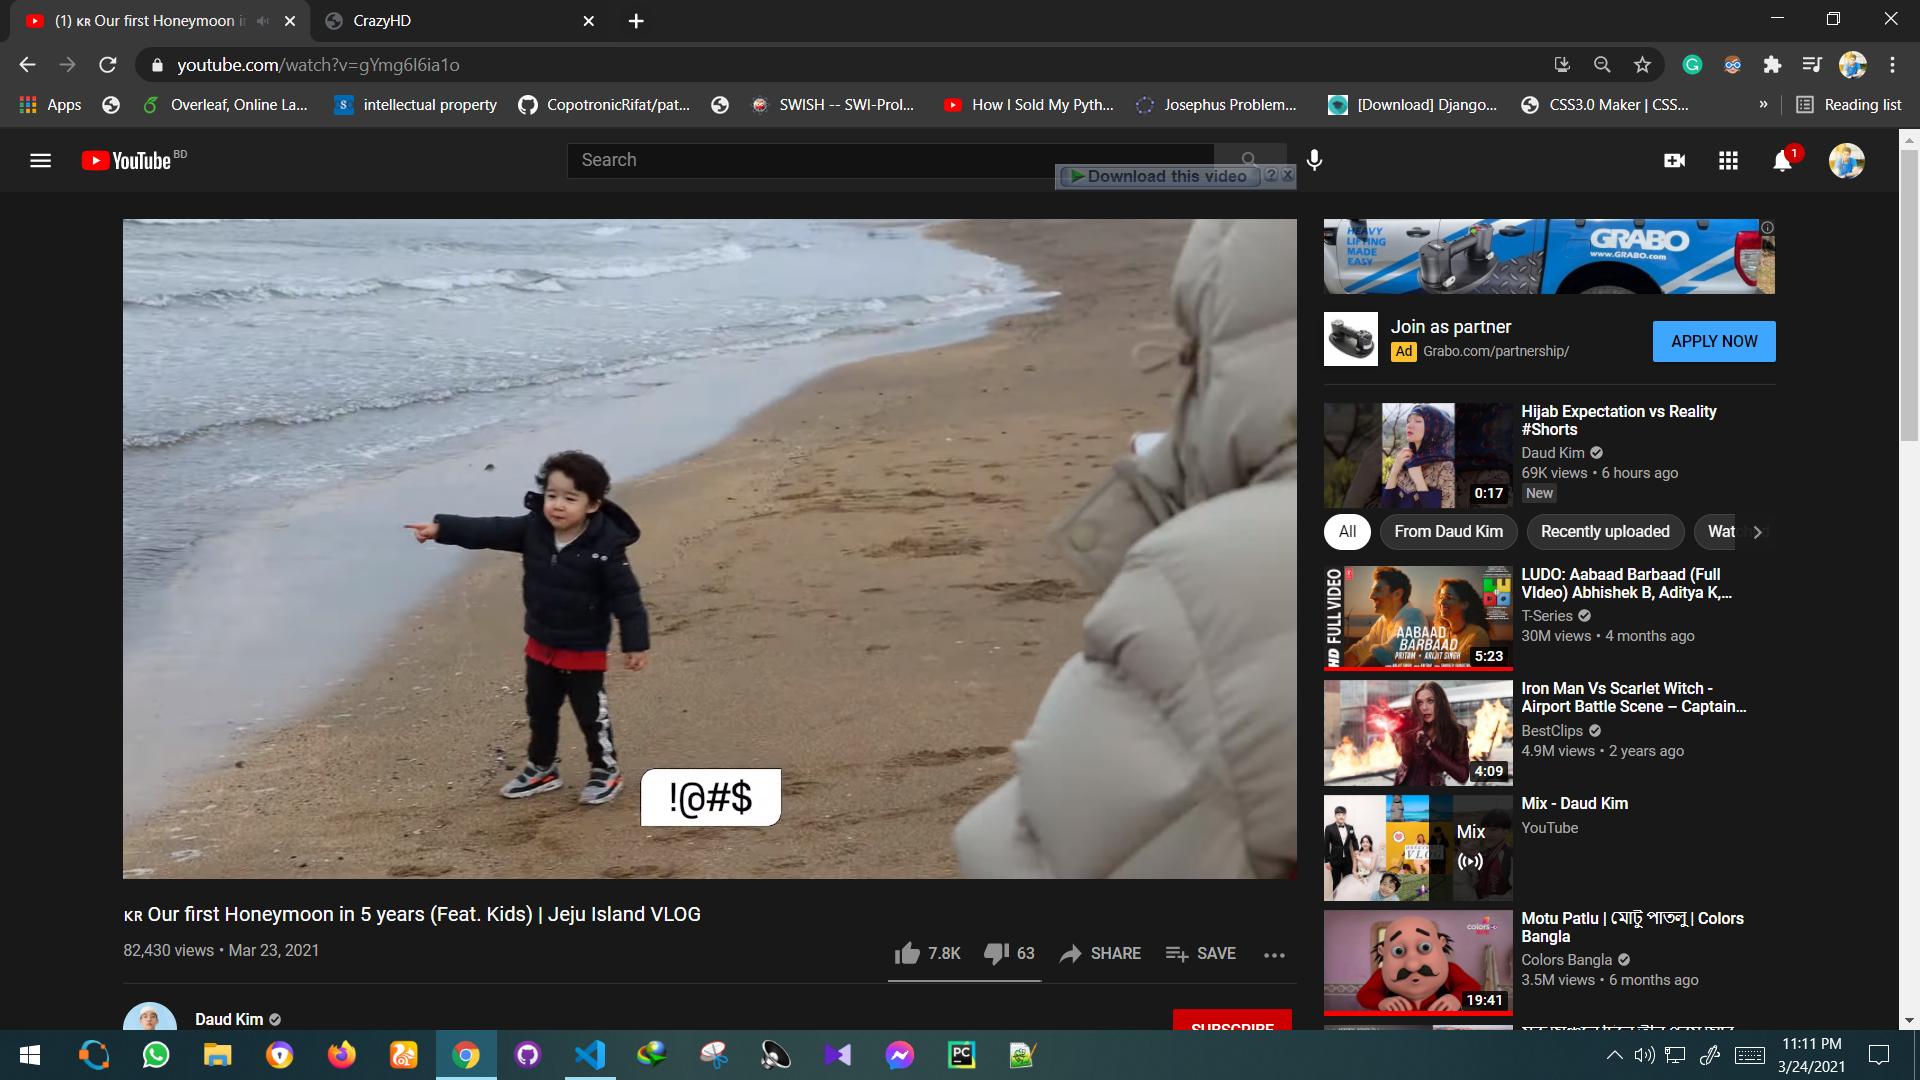 (1) ᴋʀ Our first Honeymoon i
CrazyHD
youtube.com/watch?v=gYmg6I6ia1o
Apps
Overleaf, Online La...
intellectual property
CopotronicRifat/pat...
SWISH -- SWI-Prol...
How I Sold My Pyth...
Josephus Problem...
[Download] Django...
CSS3.0 Maker | CSS...
»
Reading list
YouTube BD
Search
Download this video
1
HEAVY
LIFTING
MADE
EASY
GRABO
www.GRABO.com
Join as partner
Ad Grabo.com/partnership/
APPLY NOW
Hijab Expectation vs Reality
#Shorts
Daud Kim
69K views • 6 hours ago
New
0:17
All
From Daud Kim
Recently uploaded
HD FULL VIDEO
AABAAD
BARBAAD
PRITAM • ARIJIT SINGH
5:23
LUDO: Aabaad Barbaad (Full
VIdeo) Abhishek B, Aditya K,...
T-Series
30M views • 4 months ago
4:09
Iron Man Vs Scarlet Witch -
Airport Battle Scene – Captain...
BestClips
4.9M views • 2 years ago
Mix
Mix - Daud Kim
YouTube
colors
19:41
Motu Patlu | মোটু পাতলু | Colors
Bangla
Colors Bangla
3.5M views • 6 months ago
!@#$
ᴋʀ Our first Honeymoon in 5 years (Feat. Kids) | Jeju Island VLOG
82,430 views • Mar 23, 2021
7.8K
63
SHARE
SAVE
Daud Kim
SUBSCRIBE
PC
11:11 PM
3/24/2021